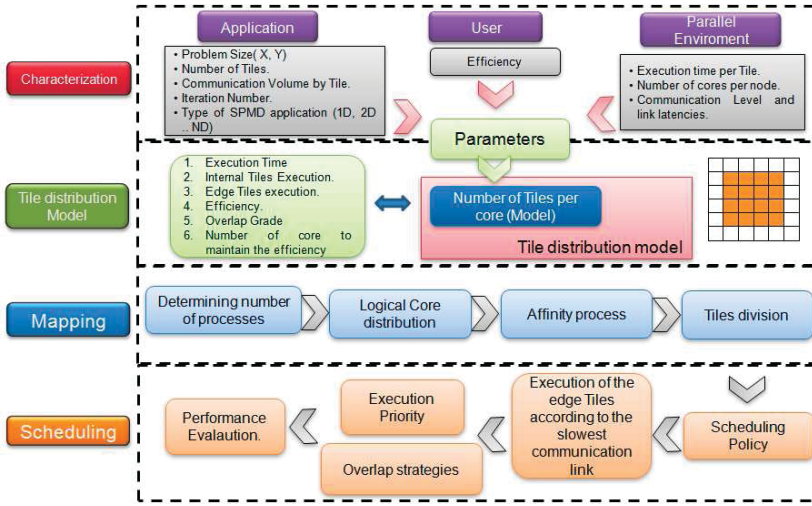 Characterization
Application
• Problem Size( X, Y)
• Number of Tiles.
• Communication Volume by Tile.
• Iteration Number.
• Type of SPMD application (1D, 2D
.. ND)
User
Efficiency
Parallel
Enviroment
• Execution time per Tile.
• Number of cores per node.
• Communication Level and
link latencies.
Parameters
Tile distribution
Model
1. Execution Time
2. Internal Tiles Execution.
3. Edge Tiles execution.
4. Efficiency.
5. Overlap Grade
6. Number of core to
maintain the efficiency
Number of Tiles per
core (Model)
Tile distribution model
Mapping
Determining number
of processes
Logical Core
distribution
Affinity process
Tiles division
Scheduling
Performance
Evalaution.
Execution
Priority
Overlap strategies
Execution of the
edge Tiles
according to the
slowest
communication
link
Scheduling
Policy